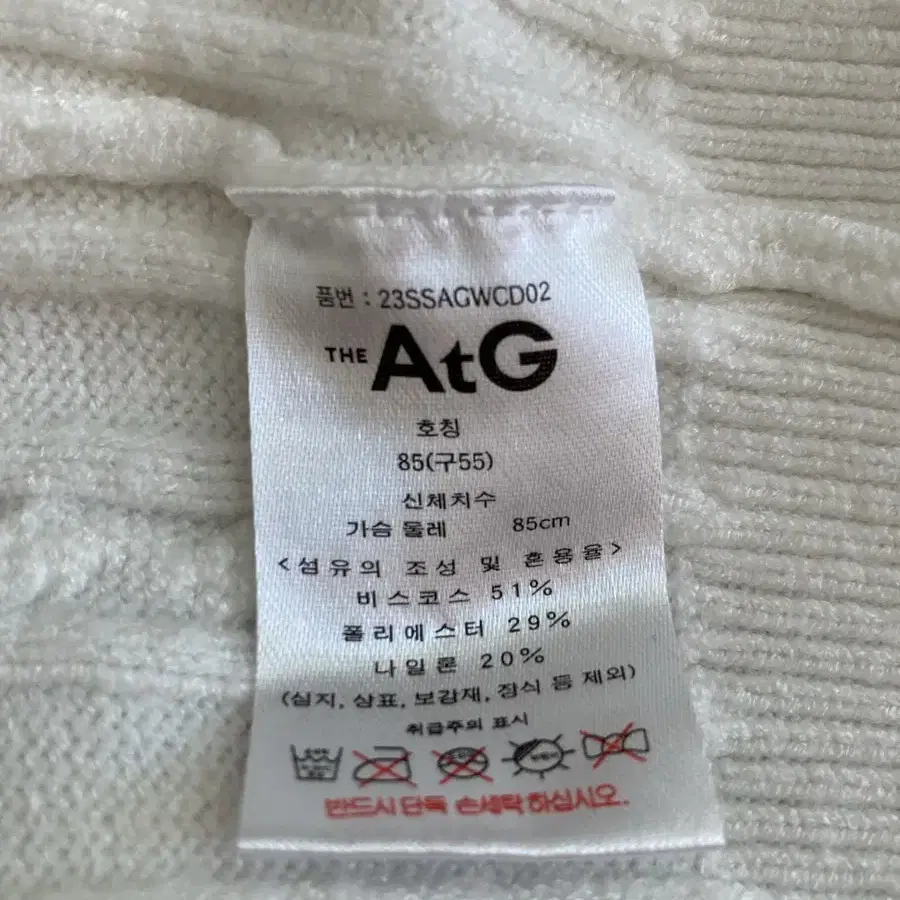 품번 : 23SSAGWCD02
THE AtG
호칭
85(구55)
신체치수
가슴 둘레 85cm
<섬유의 조성 및 혼용율>
비스코스 51%
폴리에스터 29%
나일론 20%
(심지, 상표, 보강재, 장식 등 제외)
취급주의 표시
반드시 단독 손세탁 하십시오.